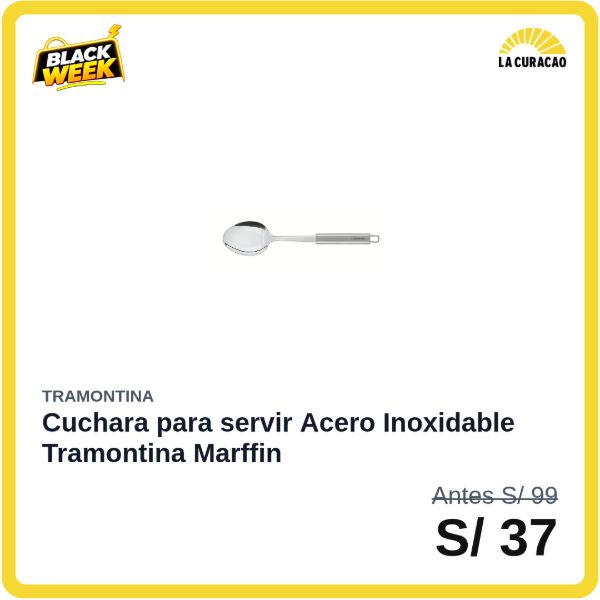 BLACK
WEEK
LA CURACAO
TRAMONTINA
Cuchara para servir Acero Inoxidable
Tramontina Marffin
Antes S/ 99
S/ 37